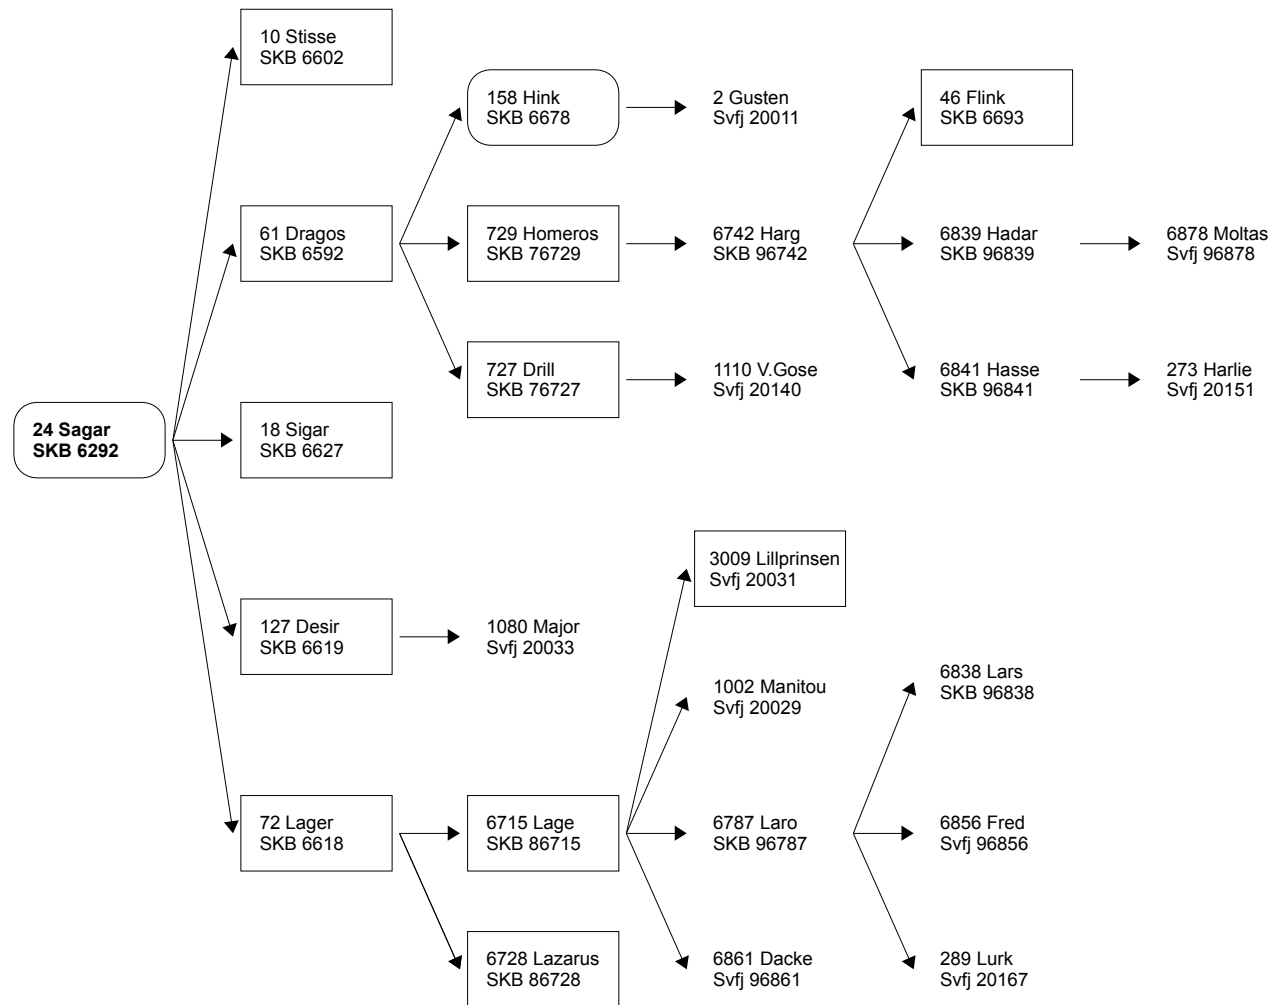 10 Stisse
SKB 6602
158 Hink
SKB 6678
2 Gusten
Svfj 20011
46 Flink
SKB 6693
61 Dragos
SKB 6592
729 Homeros
SKB 76729
6742 Harg
SKB 96742
6839 Hadar
SKB 96839
6878 Moltas
Svfj 96878
727 Drill
SKB 76727
1110 V.Gose
Svfj 20140
6841 Hasse
SKB 96841
273 Harlie
Svfj 20151
24 Sagar
SKB 6292
18 Sigar
SKB 6627
3009 Lillprinsen
Svfj 20031
127 Desir
SKB 6619
1080 Major
Svfj 20033
1002 Manitou
Svfj 20029
6838 Lars
SKB 96838
72 Lager
SKB 6618
6715 Lage
SKB 86715
6787 Laro
SKB 96787
6856 Fred
Svfj 96856
6728 Lazarus
SKB 86728
6861 Dacke
Svfj 96861
289 Lurk
Svfj 20167